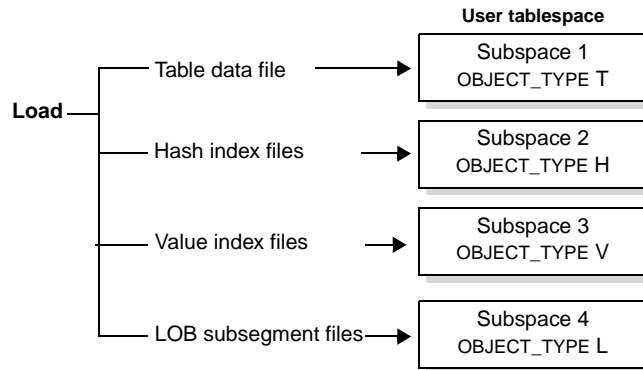 User tablespace
Subspace 1
OBJECT_TYPE T
Table data file
Load
Subspace 2
OBJECT_TYPE H
Hash index files
Subspace 3
OBJECT_TYPE V
Value index files
Subspace 4
OBJECT_TYPE L
LOB subsegment files